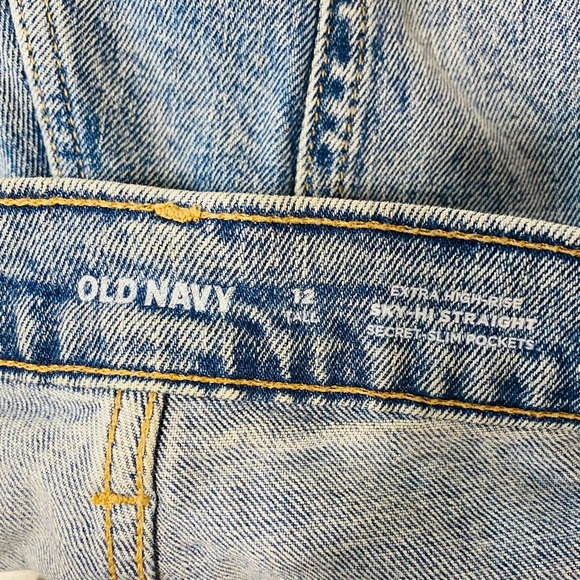 OLD NAVY
12
TALL
EXTRA HIGH-RISE
SKY-HI STRAIGHT
SECRET-SLIM POCKETS